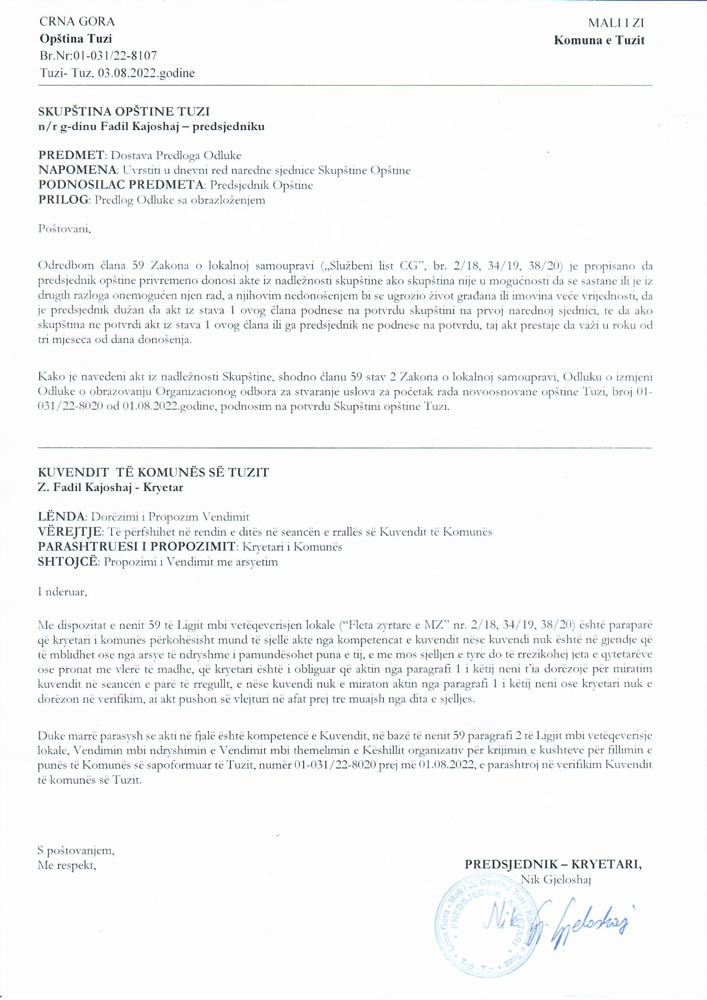 CRNA GORA
Opština Tuzi
Br.Nr:01-031/22-8107
Tuzi- Tuz, 03.08.2022.godine
MALI I ZI
Komuna e Tuzit
SKUPŠTINA OPŠTINE TUZI
n/r g-dinu Fadil Kajoshaj – predsjedniku
PREDMET: Dostava Predloga Odluke
NAPOMENA: Uvrstiti u dnevni red naredne sjednice Skupštine Opštine
PODNOSILAC PREDMETA: Predsjednik Opštine
PRILOG: Predlog Odluke sa obrazloženjem
Poštovani,
Odredbom člana 59 Zakona o lokalnoj samoupravi („Službeni list CG”, br. 2/18, 34/19, 38/20) je propisano da
predsjednik opštine privremeno donosi akte iz nadležnosti skupštine ako skupština nije u mogućnosti da se sastane ili je iz
drugih razloga onemogućen njen rad, a njihovim nedonošenjem bi se ugrozio život građana ili imovina veće vrijednosti, da
je predsjednik dužan da akt iz stava 1 ovog člana podnese na potvrdu skupštini na prvoj narednoj sjednici, te da ako
skupština ne potvrdi akt iz stava 1 ovog člana ili ga predsjednik ne podnese na potvrdu, taj akt prestaje da važi u roku od
tri mjeseca od dana donošenja.
Kako je navedeni akt iz nadležnosti Skupštine, shodno članu 59 stav 2 Zakona o lokalnoj samoupravi, Odluku o izmjeni
Odluke o obrazovanju Organizacionog odbora za stvaranje uslova za početak rada novoosnovane opštine Tuzi, broj 01-
031/22-8020 od 01.08.2022.godine, podnosim na potvrdu Skupštini opštine Tuzi.
KUVENDIT TË KOMUNËS SË TUZIT
Z. Fadil Kajoshaj - Kryetar
LËNDA: Dorëzimi i Propozim Vendimit
VËREJTJE: Të përfshihet në rendin e ditës në seancën e rrallës së Kuvendit të Komunës
PARASHTRUESI I PROPOZIMIT: Kryetari i Komunës
SHTOJCË: Propozimi i Vendimit me arsyetim
I nderuar,
Me dispozitat e nenit 59 të Ligjit mbi vetëqeverisjen lokale (“Fleta zyrtare e MZ” nr. 2/18, 34/19, 38/20) është paraparë
që kryetari i komunës përkohësisht mund të sjellë akte nga kompetencat e kuvendit nëse kuvendi nuk është në gjendje që
të mblidhet ose nga arsye të ndryshme i pamundësohet puna e tij, e me mos sjelljen e tyre do të rrezikohej jeta e qytetarëve
ose pronat me vlerë të madhe, që kryetari është i obliguar që aktin nga paragrafi 1 i këtij neni t’ia dorëzojë për miratim
kuvendit në seancën e parë të rregullt, e nëse kuvendi nuk e miraton aktin nga paragrafi 1 i këtij neni ose kryetari nuk e
dorëzon në verifikim, ai akt pushon së vlejturi në afat prej tre muajsh nga dita e sjelljes.
Duke marrë parasysh se akti në fjalë është kompetencë e Kuvendit, në bazë të nenit 59 paragrafi 2 të Ligjit mbi vetëqeverisje
lokale, Vendimin mbi ndryshimin e Vendimit mbi themelimin e Këshillit organizativ për krijimin e kushteve për fillimin e
punës të Komunës së sapoformuar të Tuzit, numër 01-031/22-8020 prej më 01.08.2022, e parashtroj në verifikim Kuvendit
të komunës së Tuzit.
S poštovanjem,
Me respekt,
PREDSJEDNIK – KRYETARI,
Nik Gjeloshaj
Crna Gora - Mali i Zi, Opština Tuzi - Komuna e Tuzit
PREDSJEDNIK - KRYETARI
Tuzi - Tuz
Nik Gj. Gjeloshaj